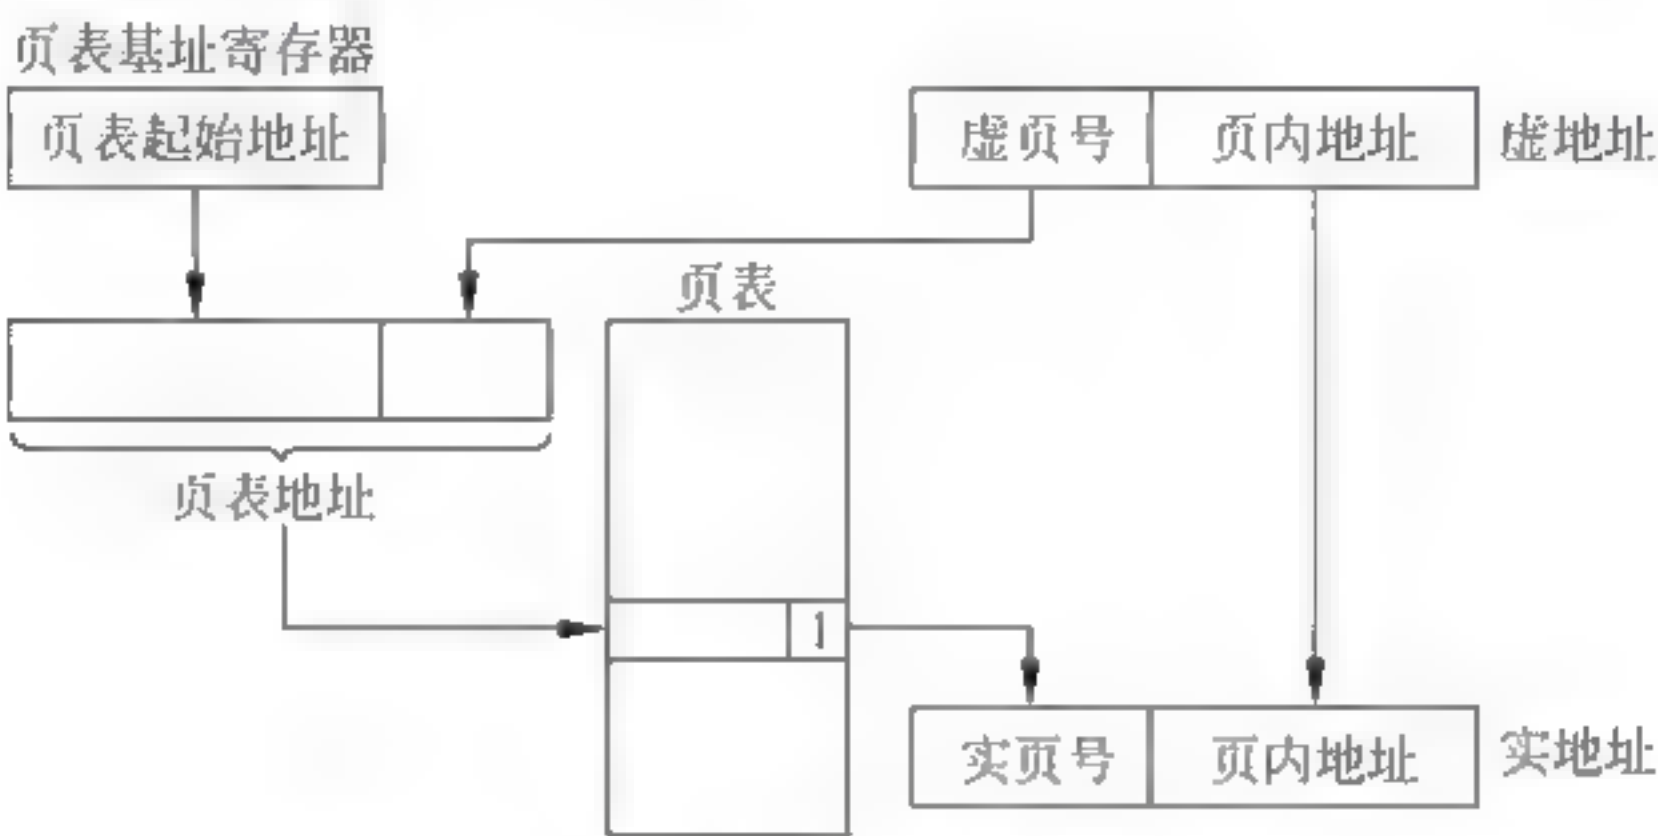 页表基址寄存器
页表起始地址
虚页号 页内地址 虚地址
页表
页表地址
1
实页号 页内地址 实地址